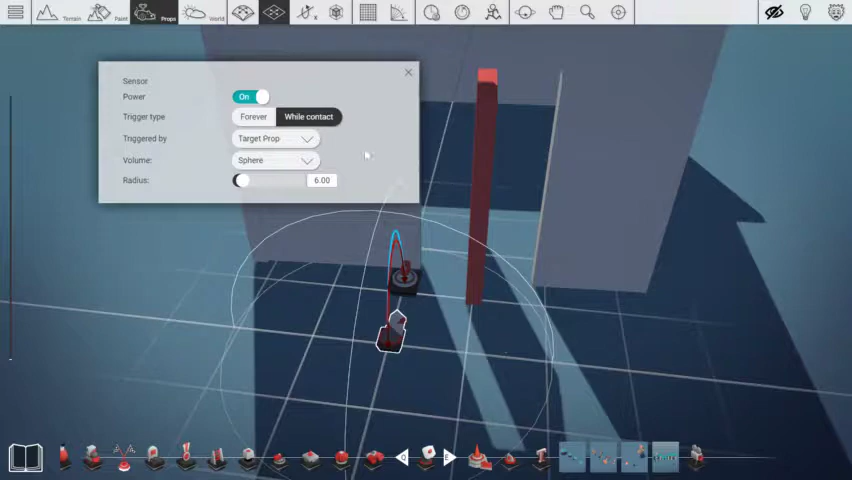 Terrain Paint Props World
Sensor
Power On
Trigger type Forever While contact
Triggered by Target Prop
Volume: Sphere
Radius: 6.00
Q E